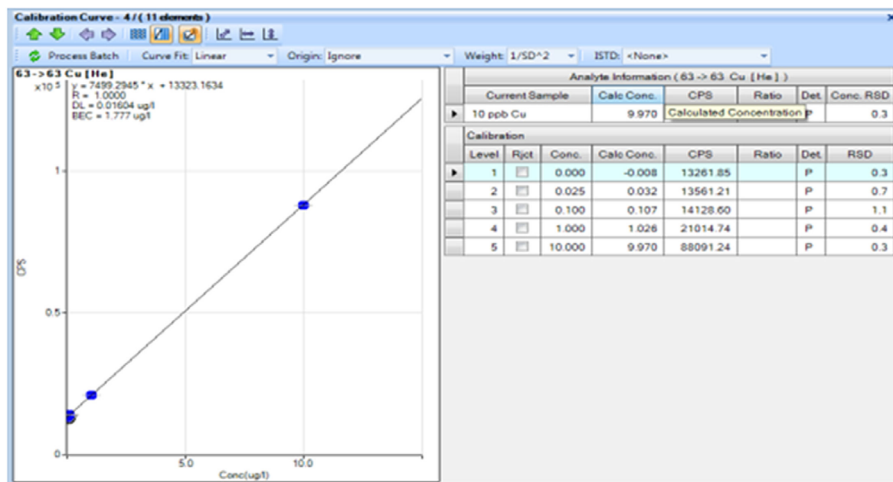 Calibration Curve - 4 / ( 11 elements )
Process Batch Curve Fit: Linear Origin: Ignore Weight: 1/SD^2 ISTD: <None>
63 -> 63 Cu [He]
y = 7499.2945 * x + 13323.1634
R = 1.0000
DL = 0.01604 ug/l
BEC = 1.777 ug/l
1
0.5
0
5.0 10.0
CPS
Conc(ug/l)
Analyte Information ( 63 -> 63 Cu [He] )
Current Sample Calc Conc. CPS Ratio Det. Conc. RSD
10 ppb Cu 9.970 Calculated Concentration P 0.3
Calibration
Level Rjct Conc. Calc Conc. CPS Ratio Det. RSD
1 0.000 -0.008 13261.85 P 0.3
2 0.025 0.032 13561.21 P 0.7
3 0.100 0.107 14128.60 P 1.1
4 1.000 1.026 21014.74 P 0.4
5 10.000 9.970 88091.24 P 0.3